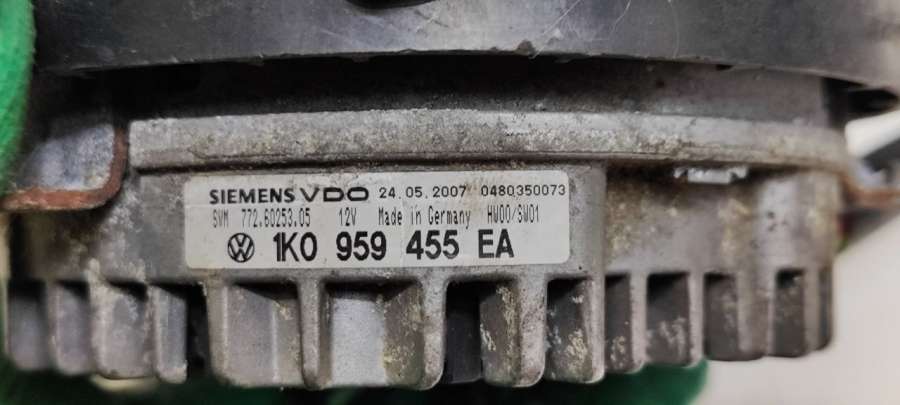 SIEMENS VDO 24.05.2007 0480350073
SVM 772.60253.05 12V Made in Germany HW00/SW01
VW 1K0 959 455 EA